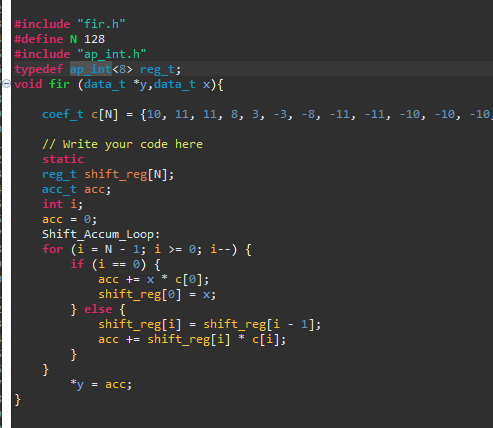 #include "fir.h"
#define N 128
#include "ap_int.h"
typedef ap_int<8> reg_t;
void fir (data_t *y,data_t x){
coef_t c[N] = {10, 11, 11, 8, 3, -3, -8, -11, -11, -10, -10, -10,
// Write your code here
static
reg_t shift_reg[N];
acc_t acc;
int i;
acc = 0;
Shift_Accum_Loop:
for (i = N - 1; i >= 0; i--) {
if (i == 0) {
acc += x * c[0];
shift_reg[0] = x;
} else {
shift_reg[i] = shift_reg[i - 1];
acc += shift_reg[i] * c[i];
}
}
*y = acc;
}